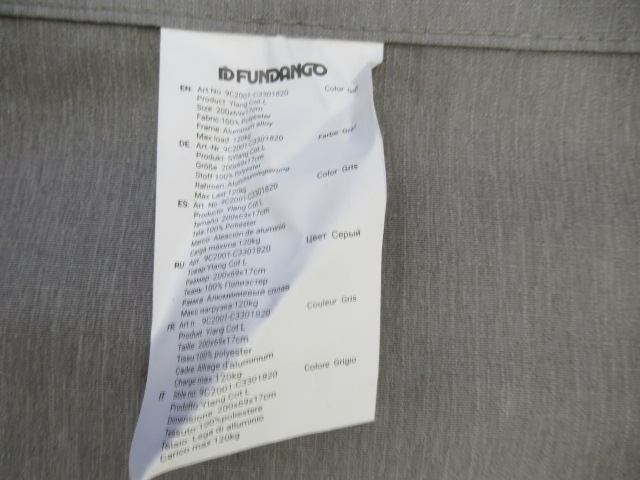 FUNDANGO
EN: Art No 9C2001-C3301820 Color
Product: Ylang Cot L
Size: 200x69x17cm
Fabric: 100% Polyester
Frame: Aluminium alloy
Max load: 120kg
DE: Art.-Nr. 9C2001-C3301820 Farbe
Produkt: Ylang Cot L
Größe: 200x69x17cm
Stoff 100% Polyester
Rahmen: Aluminiumlegierung
Max Last 120kg
ES: Art. No. 9C2001-C3301820 Color Gris
Producto: Ylang Cot L
Tamaño: 200x69x17cm
Tela 100% Poliester
Marco: Aleación de aluminio
Carga máxima 120kg
RU Арт. 9C2001-C3301820 Цвет Серый
Товар Ylang Cot L
Размер: 200x69x17cm
Ткань: 100% Полиэстер
Рамка: Алюминиевый сплав
Макс нагрузка 120kg
FR Art n 9C2001-C3301820 Couleur Gris
Produit: Ylang Cot L
Taille 200x69x17cm
Tissu 100% polyester
Cadre: Alliage d'aluminium
Charge max 120kg
IT Stile no 9C2001-C3301820 Colore Grigio
Prodotto: Ylang Cot L
Dimensione: 200x69x17cm
Tessuto: 100% poliestere
Telaio: Lega di alluminio
Carico max 120kg